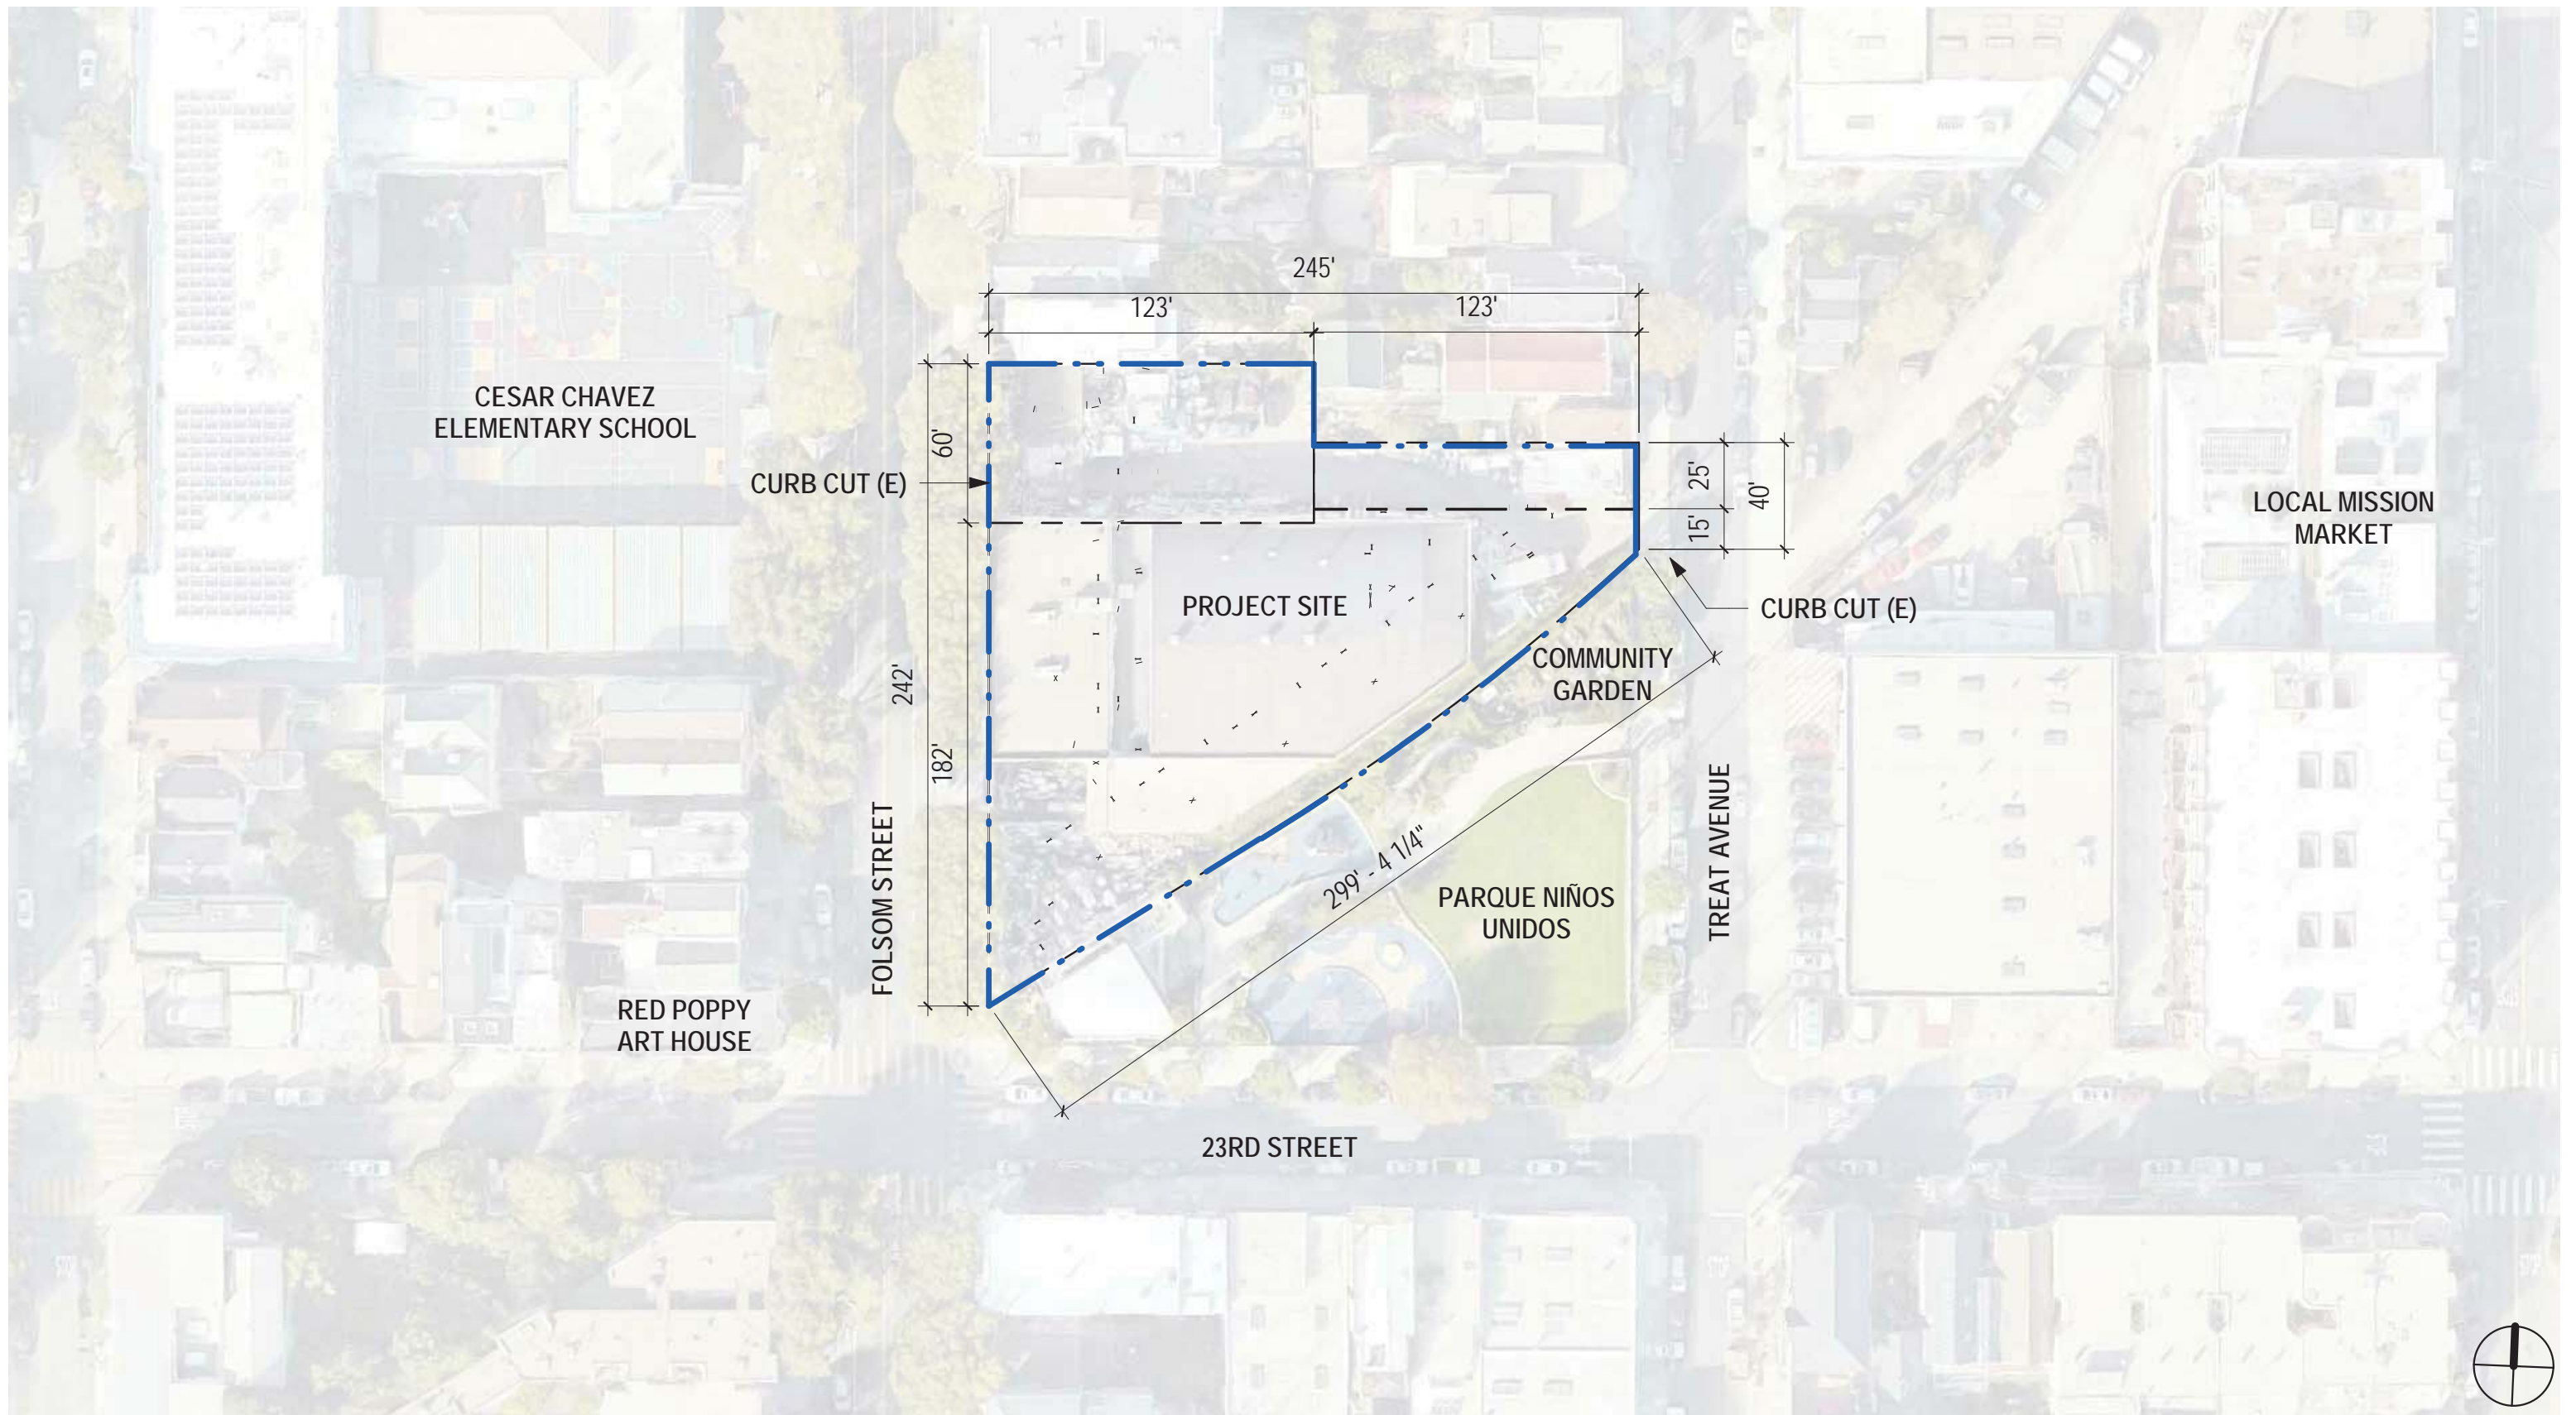 245'
123'
123'
CESAR CHAVEZ
ELEMENTARY SCHOOL
60'
CURB CUT (E)
25'
40'
15'
LOCAL MISSION
MARKET
PROJECT SITE
CURB CUT (E)
COMMUNITY
GARDEN
242'
182'
FOLSOM STREET
TREAT AVENUE
299' - 4 1/4"
PARQUE NIÑOS
UNIDOS
RED POPPY
ART HOUSE
23RD STREET